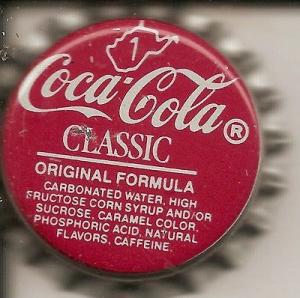 1
Coca-Cola®
CLASSIC
ORIGINAL FORMULA
CARBONATED WATER, HIGH
FRUCTOSE CORN SYRUP AND/OR
SUCROSE, CARAMEL COLOR,
PHOSPHORIC ACID, NATURAL
FLAVORS, CAFFEINE.